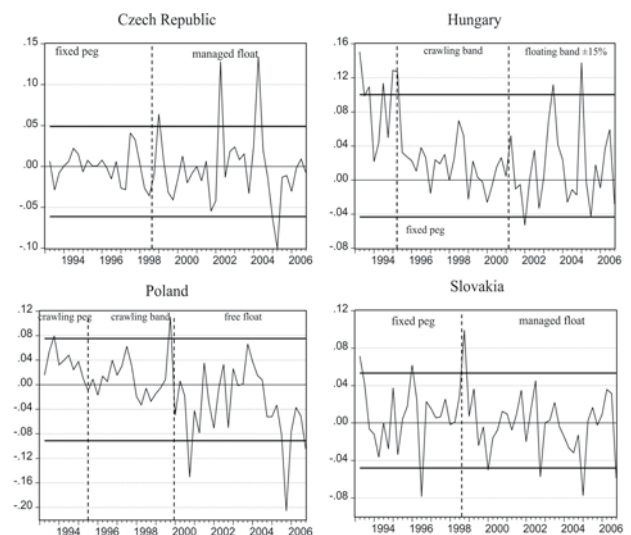 Czech Republic
fixed peg
managed float
.15
.10
.05
.00
-.05
-.10
1994 1996 1998 2000 2002 2004 2006
Hungary
crawling band
floating band ±15%
.16
.12
.08
.04
.00
-.04
-.08
fixed peg
1994 1996 1998 2000 2002 2004 2006
Poland
crawling peg
crawling band
free float
.12
.08
.04
.00
-.04
-.08
-.12
-.16
-.20
1994 1996 1998 2000 2002 2004 2006
Slovakia
fixed peg
managed float
.12
.08
.04
.00
-.04
-.08
1994 1996 1998 2000 2002 2004 2006